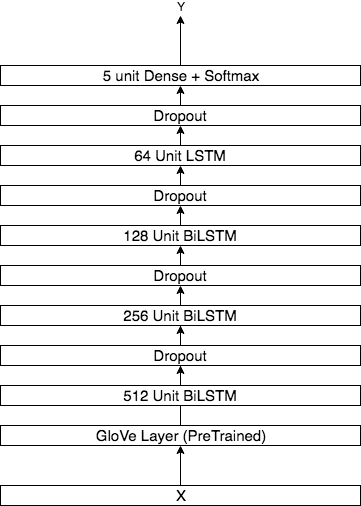 Y
5 unit Dense + Softmax
Dropout
64 Unit LSTM
Dropout
128 Unit BiLSTM
Dropout
256 Unit BiLSTM
Dropout
512 Unit BiLSTM
GloVe Layer (PreTrained)
X